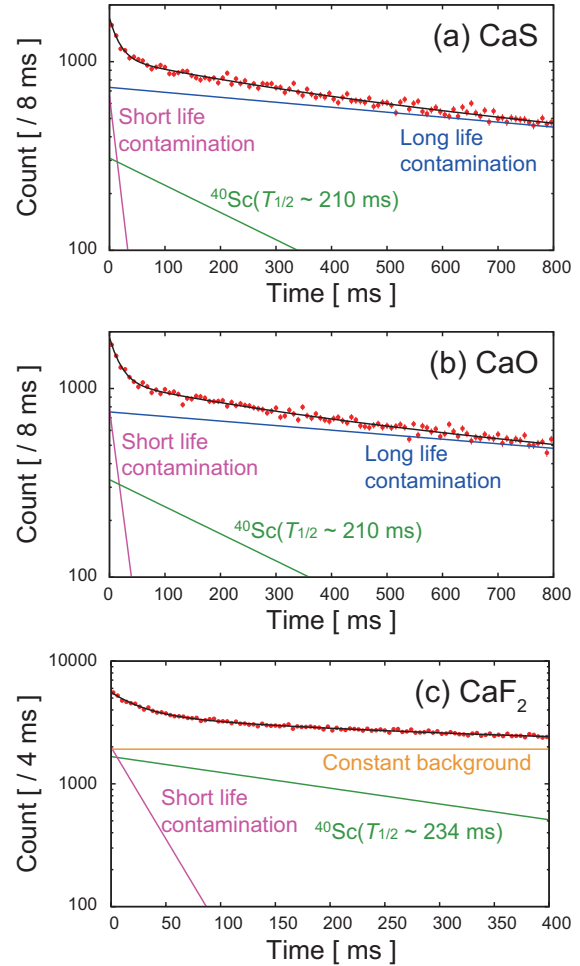 (a) CaS
1000
100
Count [ / 8 ms ]
Short life
contamination
Long life
contamination
⁴⁰Sc(T₁/₂ ~ 210 ms)
0 100 200 300 400 500 600 700 800
Time [ ms ]
(b) CaO
1000
100
Count [ / 8 ms ]
Short life
contamination
Long life
contamination
⁴⁰Sc(T₁/₂ ~ 210 ms)
0 100 200 300 400 500 600 700 800
Time [ ms ]
(c) CaF₂
10000
1000
100
Count [ / 4 ms ]
Constant background
Short life
contamination
⁴⁰Sc(T₁/₂ ~ 234 ms)
0 50 100 150 200 250 300 350 400
Time [ ms ]